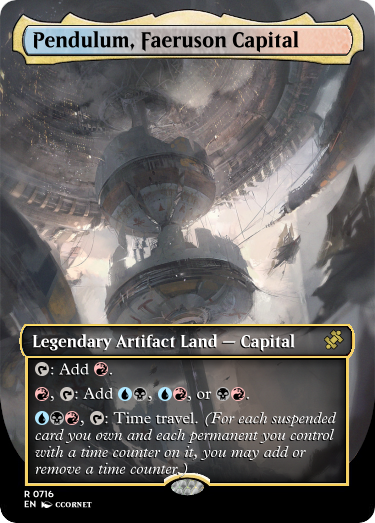 Pendulum, Faeruson Capital
Legendary Artifact Land — Capital
: Add .
, : Add , , or .
, : Time travel. (For each suspended
card you own and each permanent you control
with a time counter on it, you may add or
remove a time counter.)
R 0716
EN CCORNET